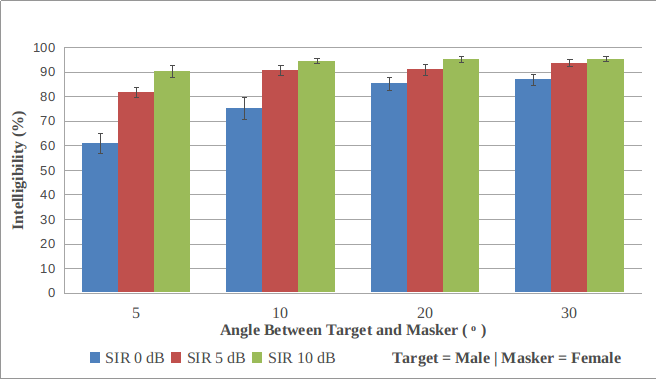 100
90
80
70
60
50
40
30
20
10
0
Intelligibility (%)
5 10 20 30
Angle Between Target and Masker ( º )
SIR 0 dB SIR 5 dB SIR 10 dB Target = Male | Masker = Female